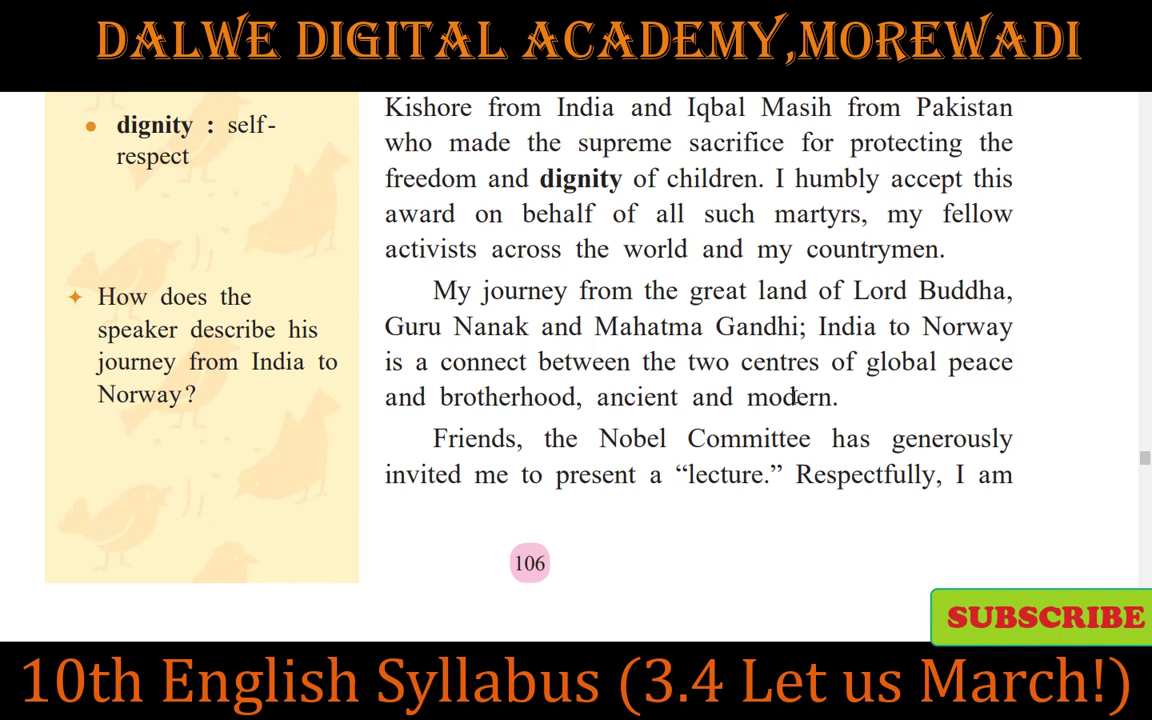 DALWE DIGITAL ACADEMY,MOREWADI
dignity : self-
respect
How does the
speaker describe his
journey from India to
Norway?
Kishore from India and Iqbal Masih from Pakistan
who made the supreme sacrifice for protecting the
freedom and dignity of children. I humbly accept this
award on behalf of all such martyrs, my fellow
activists across the world and my countrymen.
My journey from the great land of Lord Buddha,
Guru Nanak and Mahatma Gandhi; India to Norway
is a connect between the two centres of global peace
and brotherhood, ancient and modern.
Friends, the Nobel Committee has generously
invited me to present a “lecture.” Respectfully, I am
106
SUBSCRIBE
10th English Syllabus (3.4 Let us March!)